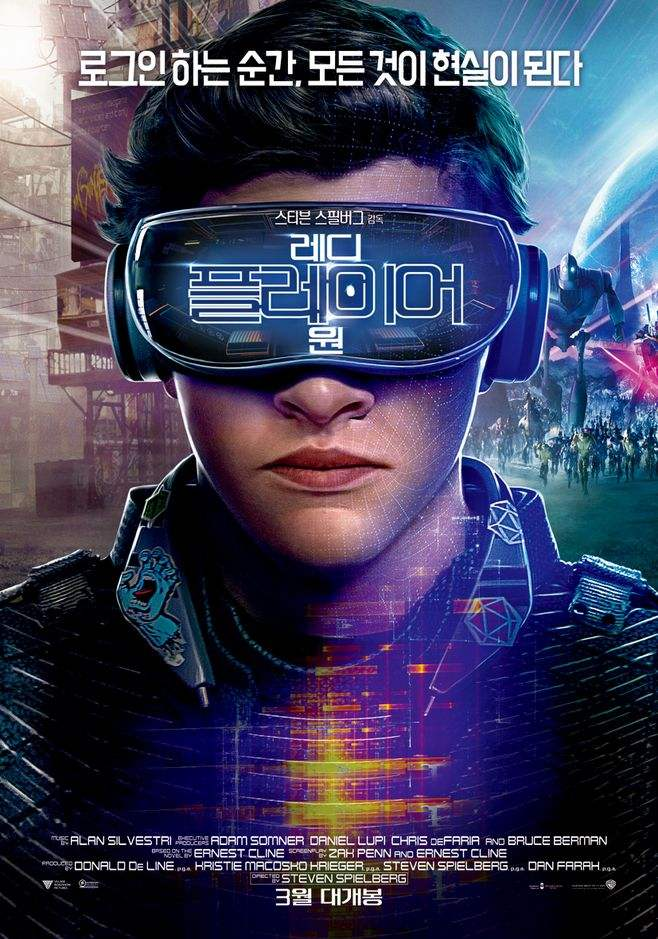 로그인 하는 순간, 모든 것이 현실이 된다
스티븐 스필버그 감독
레디
플레이어
원
MUSIC BY ALAN SILVESTRI EXECUTIVE PRODUCERS ADAM SOMNER DANIEL LUPI CHRIS DEFARIA AND BRUCE BERMAN
BASED ON THE NOVEL BY ERNEST CLINE SCREENPLAY BY ZAK PENN AND ERNEST CLINE
PRODUCED BY DONALD DE LINE, p.g.a. KRISTIE MACOSKO KRIEGER, p.g.a. STEVEN SPIELBERG, p.g.a. DAN FARAH, p.g.a.
DIRECTED BY STEVEN SPIELBERG
3월 대개봉